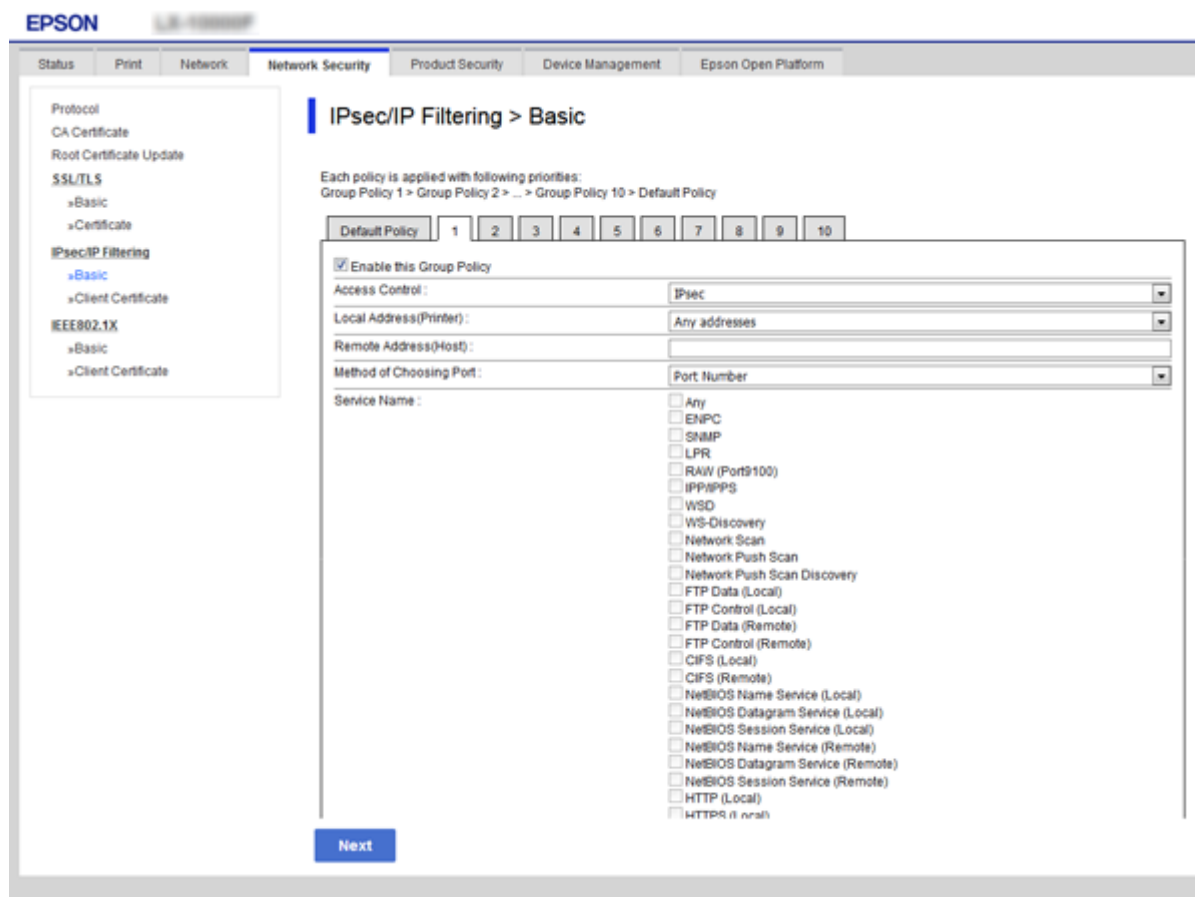 EPSON
Status Print Network Network Security Product Security Device Management Epson Open Platform
Protocol
CA Certificate
Root Certificate Update
SSL/TLS
»Basic
»Certificate
IPsec/IP Filtering
»Basic
»Client Certificate
IEEE802.1X
»Basic
»Client Certificate
IPsec/IP Filtering > Basic
Each policy is applied with following priorities:
Group Policy 1 > Group Policy 2 > ... > Group Policy 10 > Default Policy
Default Policy 1 2 3 4 5 6 7 8 9 10
Enable this Group Policy
Access Control : IPsec
Local Address(Printer) : Any addresses
Remote Address(Host) :
Method of Choosing Port : Port Number
Service Name : Any
ENPC
SNMP
LPR
RAW (Port9100)
IPP/IPPS
WSD
WS-Discovery
Network Scan
Network Push Scan
Network Push Scan Discovery
FTP Data (Local)
FTP Control (Local)
FTP Data (Remote)
FTP Control (Remote)
CIFS (Local)
CIFS (Remote)
NetBIOS Name Service (Local)
NetBIOS Datagram Service (Local)
NetBIOS Session Service (Local)
NetBIOS Name Service (Remote)
NetBIOS Datagram Service (Remote)
NetBIOS Session Service (Remote)
HTTP (Local)
HTTPS (Local)
Next